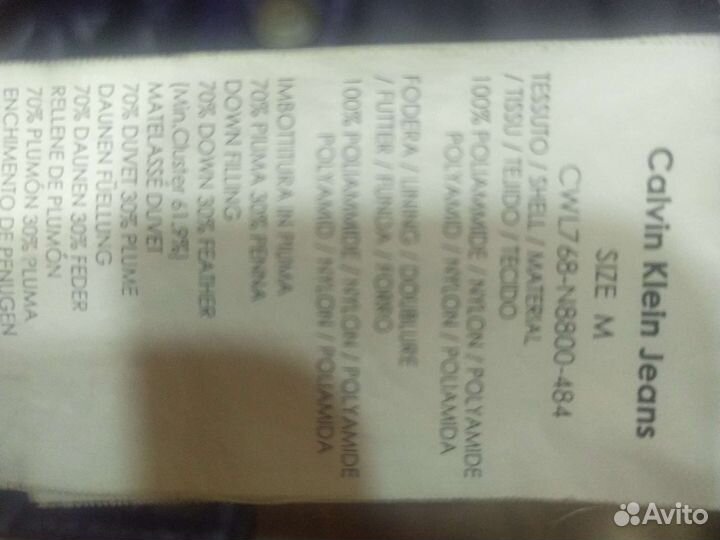 Calvin Klein Jeans
SIZE M
CWL768-N8800-484
TESSUTO / SHELL / MATERIAL
/ TISSU / TEJIDO / TECIDO
100% POLIAMMIDE / NYLON / POLYAMIDE
POLYAMID / NYLON / POLIAMIDA
FODERA / LINING / DOUBLURE
/ FUTTER / FUNDA / FORRO
100% POLIAMMIDE / NYLON / POLYAMIDE
POLYAMID / NYLON / POLIAMIDA
IMBOTTITURA IN PIUMA
70% PIUMA 30% PENNA
DOWN FILLING
70% DOWN 30% FEATHER
(Min.Cluster 61.9%)
MATELASSÉ DUVET
70% DUVET 30% PLUME
DAUNEN FÜELLUNG
70% DAUNEN 30% FEDER
RELLENE DE PLUMÓN
70% PLUMÓN 30% PLUMA
ENCHIMENTO DE PENUGEN
Avito